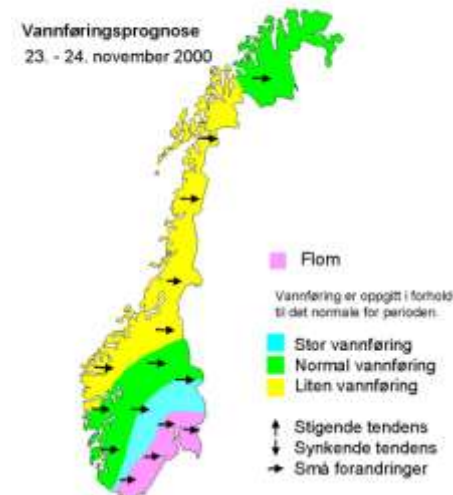 Vannføringsprognose
23. - 24. november 2000
Flom
Vannføring er oppgitt i forhold
til det normale for perioden.
Stor vannføring
Normal vannføring
Liten vannføring
Stigende tendens
Synkende tendens
Små forandringer